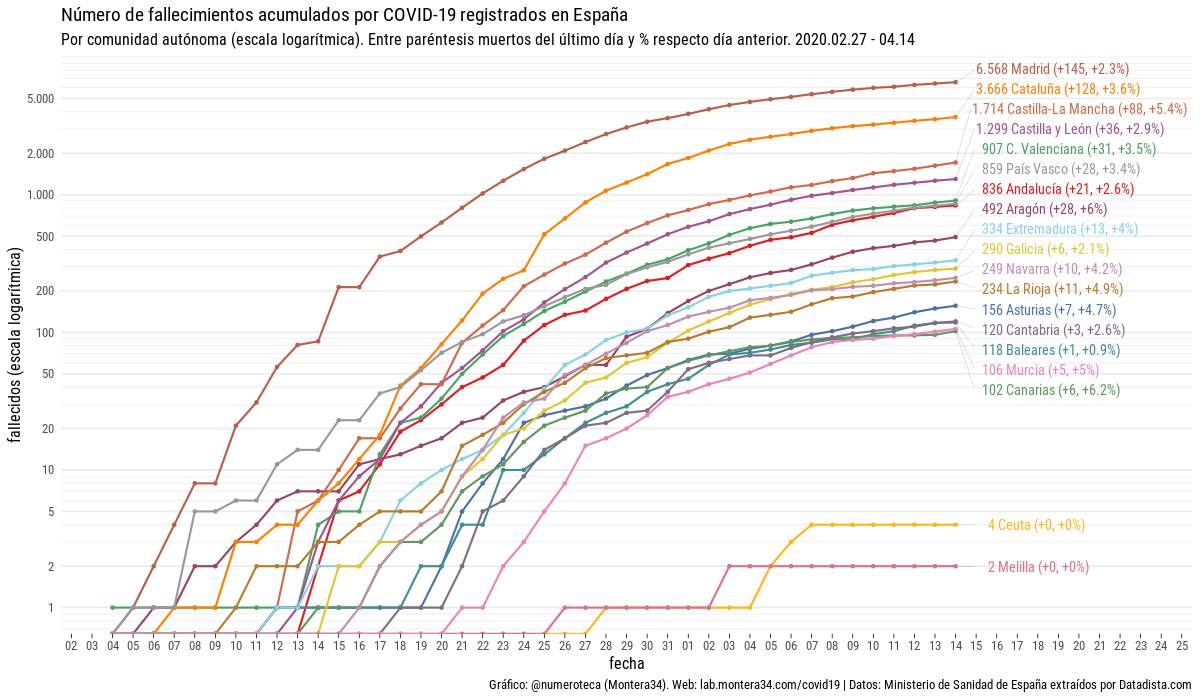 Número de fallecimientos acumulados por COVID-19 registrados en España
Por comunidad autónoma (escala logarítmica). Entre paréntesis muertos del último día y % respecto día anterior. 2020.02.27 - 04.14
6.568 Madrid (+145, +2.3%)
3.666 Cataluña (+128, +3.6%)
1.714 Castilla-La Mancha (+88, +5.4%)
1.299 Castilla y León (+36, +2.9%)
907 C. Valenciana (+31, +3.5%)
859 País Vasco (+28, +3.4%)
836 Andalucía (+21, +2.6%)
492 Aragón (+28, +6%)
334 Extremadura (+13, +4%)
290 Galicia (+6, +2.1%)
249 Navarra (+10, +4.2%)
234 La Rioja (+11, +4.9%)
156 Asturias (+7, +4.7%)
120 Cantabria (+3, +2.6%)
118 Baleares (+1, +0.9%)
106 Murcia (+5, +5%)
102 Canarias (+6, +6.2%)
4 Ceuta (+0, +0%)
2 Melilla (+0, +0%)
fallecidos (escala logarítmica)
5.000
2.000
1.000
500
200
100
50
20
10
5
2
1
02 03 04 05 06 07 08 09 10 11 12 13 14 15 16 17 18 19 20 21 22 23 24 25 26 27 28 29 30 31 01 02 03 04 05 06 07 08 09 10 11 12 13 14 15 16 17 18 19 20 21 22 23 24 25
fecha
Gráfico: @numeroteca (Montera34). Web: lab.montera34.com/covid19 | Datos: Ministerio de Sanidad de España extraídos por Datadista.com